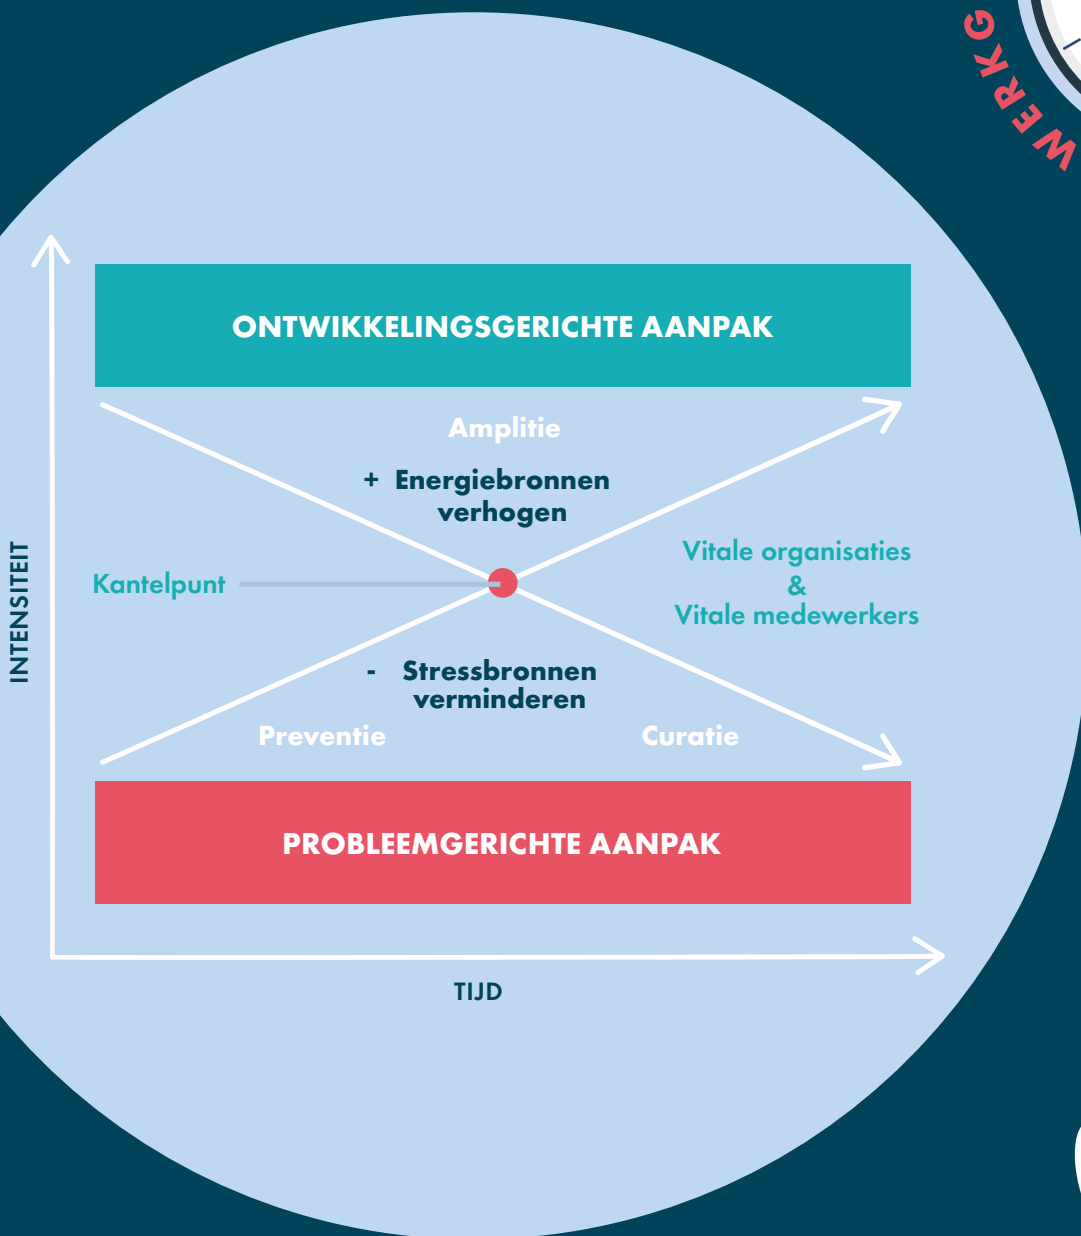 WERKG
ONTWIKKELINGSGERICHTE AANPAK
Amplitie
+ Energiebronnen
verhogen
Kantelpunt
Vitale organisaties
&
Vitale medewerkers
INTENSITEIT
- Stressbronnen
verminderen
Preventie
Curatie
PROBLEEMGERICHTE AANPAK
TIJD